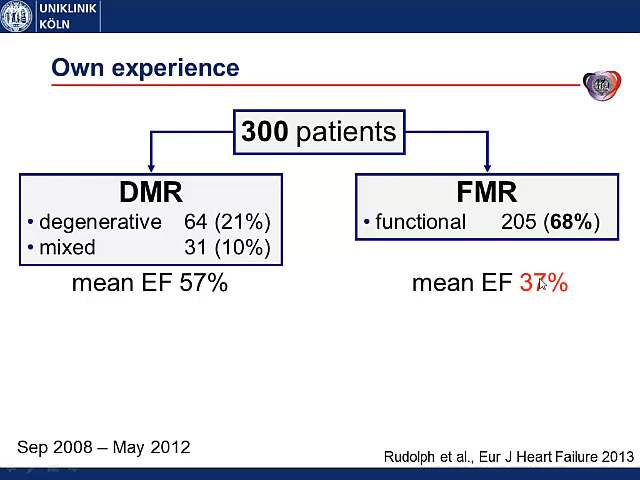 UNIKLINIK
KÖLN
Own experience
300 patients
DMR
• degenerative 64 (21%)
• mixed 31 (10%)
mean EF 57%
FMR
• functional 205 (68%)
mean EF 37%
Sep 2008 – May 2012
Rudolph et al., Eur J Heart Failure 2013